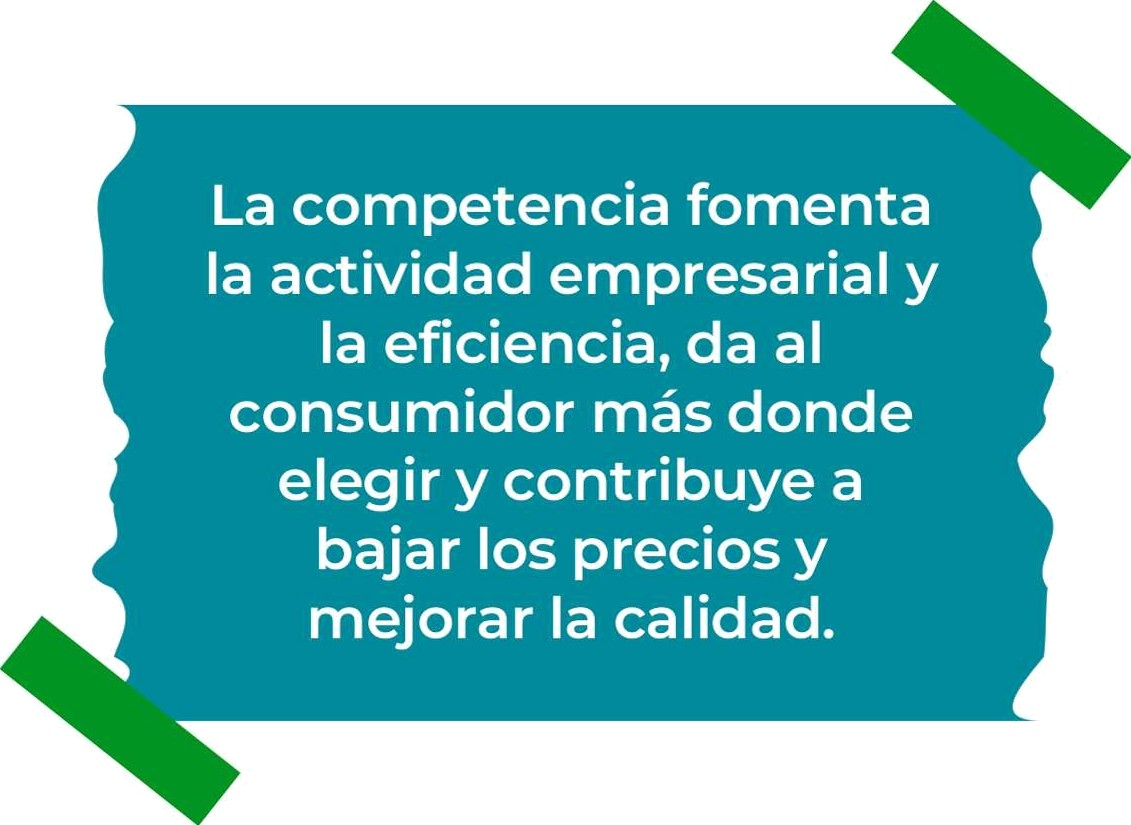 La competencia fomenta
la actividad empresarial y
la eficiencia, da al
consumidor más donde
elegir y contribuye a
bajar los precios y
mejorar la calidad.